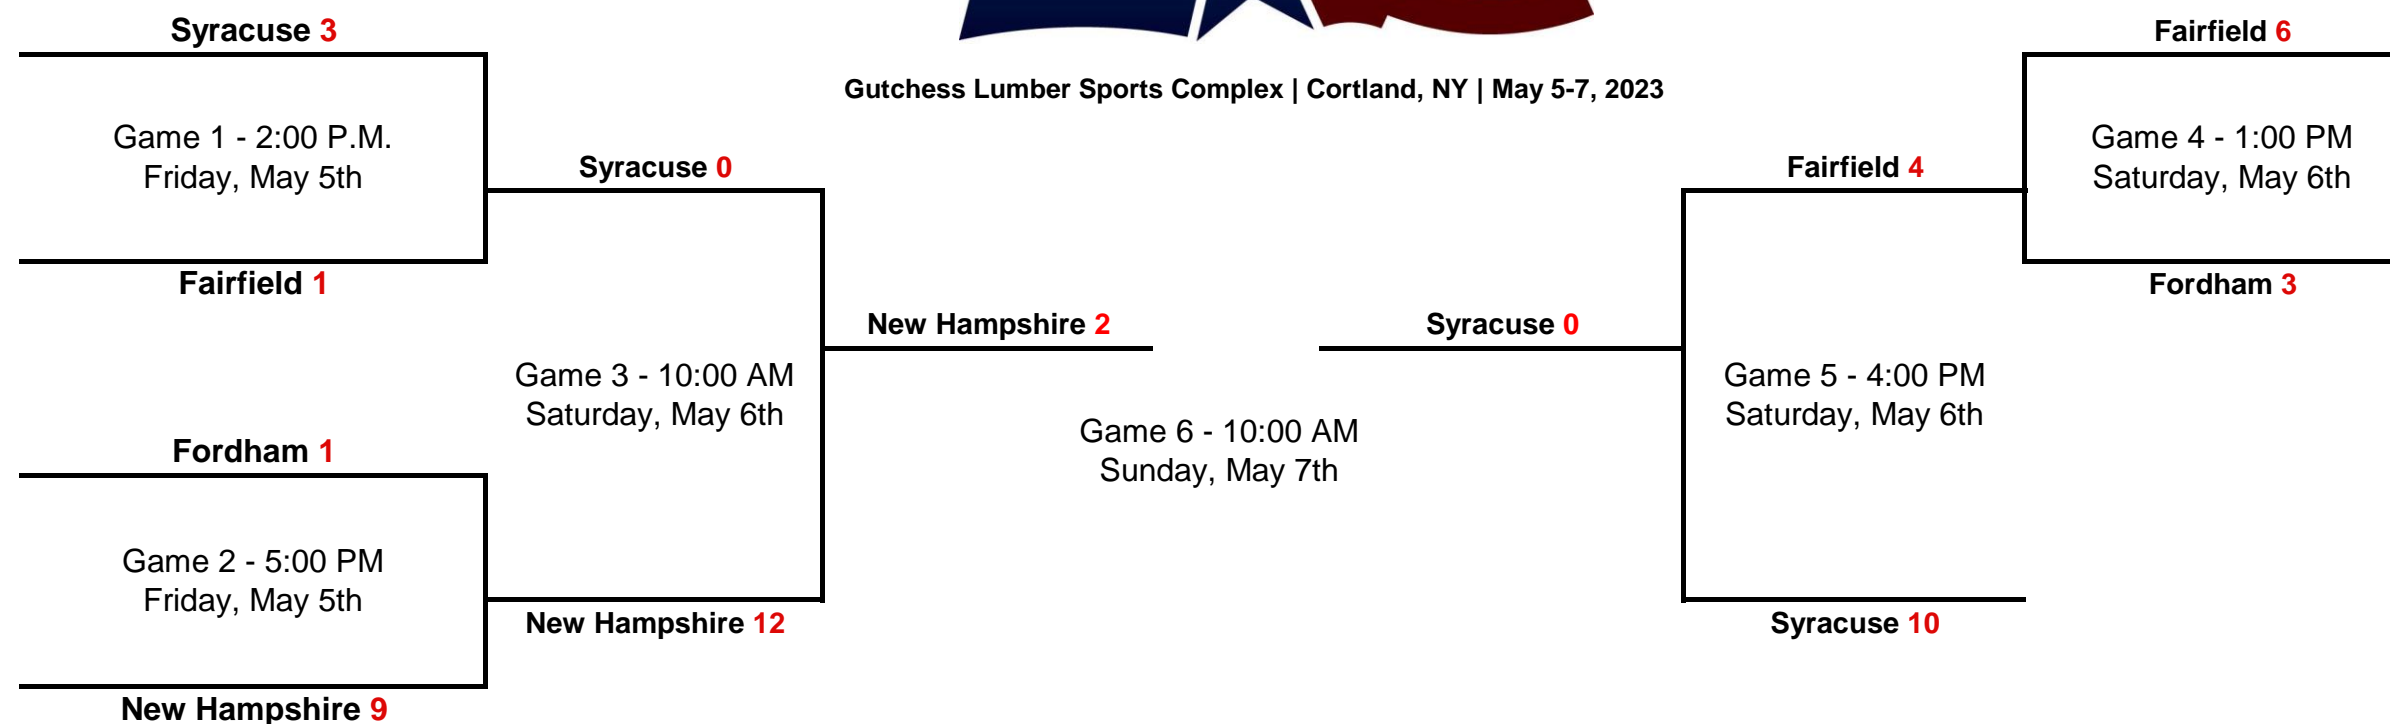 Syracuse 3
Fairfield 6
Gutchess Lumber Sports Complex | Cortland, NY | May 5-7, 2023
Game 1 - 2:00 P.M.
Friday, May 5th
Game 4 - 1:00 PM
Saturday, May 6th
Syracuse 0
Fairfield 4
Fairfield 1
Fordham 3
New Hampshire 2
Syracuse 0
Game 3 - 10:00 AM
Saturday, May 6th
Game 5 - 4:00 PM
Saturday, May 6th
Game 6 - 10:00 AM
Sunday, May 7th
Fordham 1
Game 2 - 5:00 PM
Friday, May 5th
New Hampshire 12
Syracuse 10
New Hampshire 9